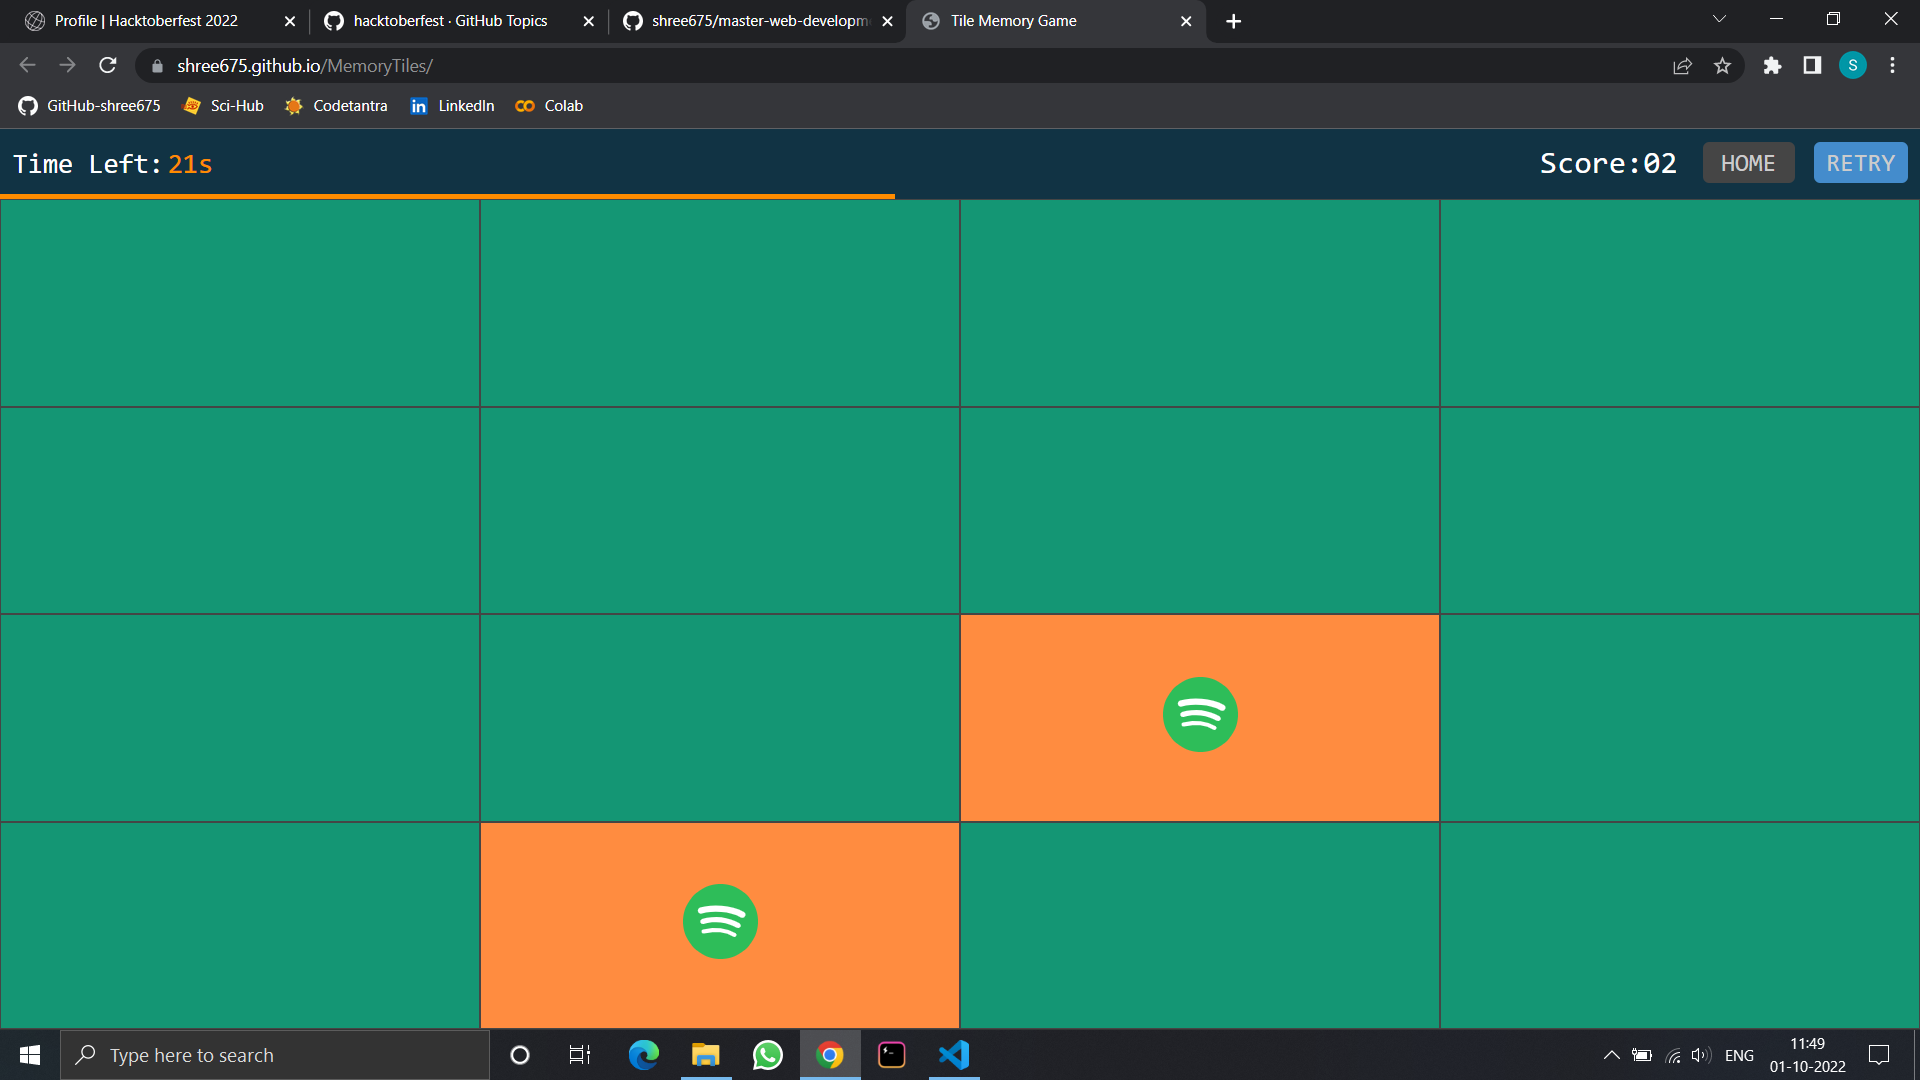 Profile | Hacktoberfest 2022
hacktoberfest · GitHub Topics
shree675/master-web-developm
Tile Memory Game
shree675.github.io/MemoryTiles/
S
GitHub-shree675
Sci-Hub
Codetantra
LinkedIn
Colab
Time Left: 21s
Score:02
HOME
RETRY
Type here to search
ENG
11:49
01-10-2022